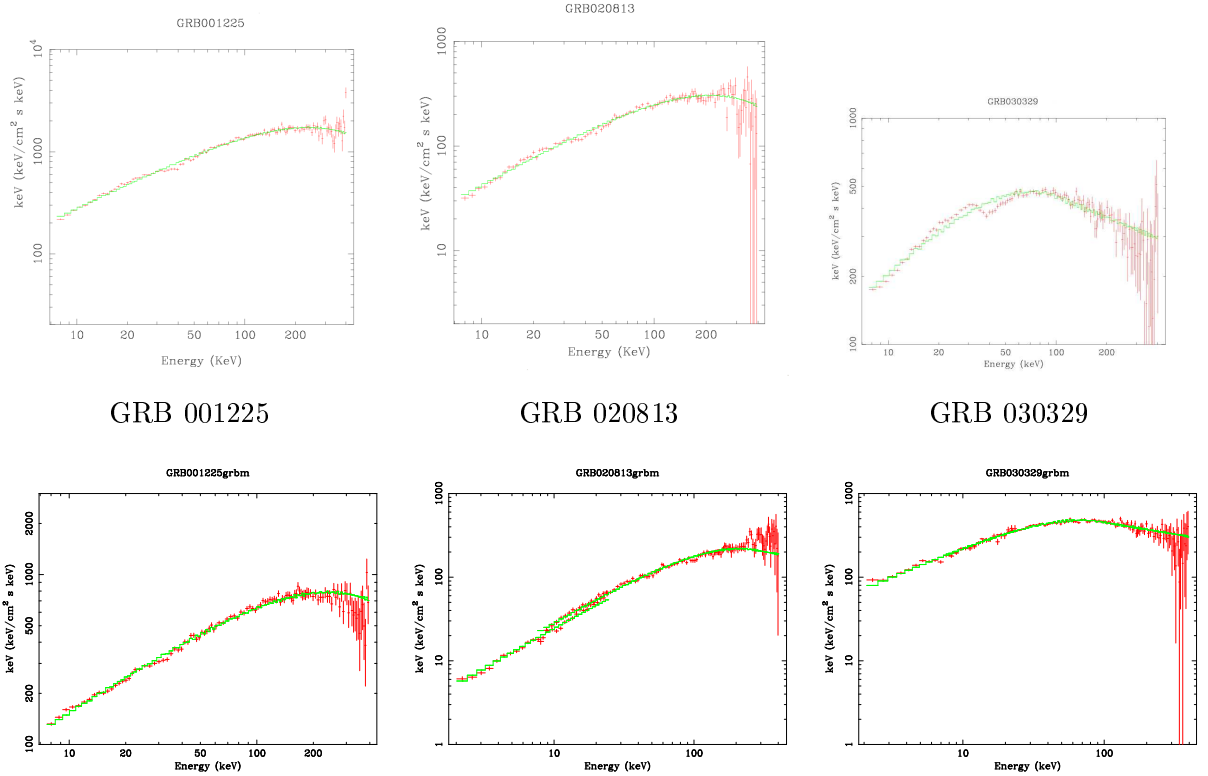 GRB001225
keV (keV/cm² s keV)
10⁴
1000
100
10 20 50 100 200
Energy (KeV)
GRB020813
keV (keV/cm² s keV)
1000
100
10
10 20 50 100 200
Energy (KeV)
GRB030329
keV (keV/cm² s keV)
1000
500
200
100
10 20 50 100 200
Energy (keV)
GRB 001225
GRB 020813
GRB 030329
GRB001225grbm
keV (keV/cm² s keV)
2000
1000
500
200
100
10 20 50 100 200
Energy (keV)
GRB020813grbm
keV (keV/cm² s keV)
1000
100
10
1
10 100
Energy (keV)
GRB030329grbm
keV (keV/cm² s keV)
1000
100
10
1
10 100
Energy (keV)